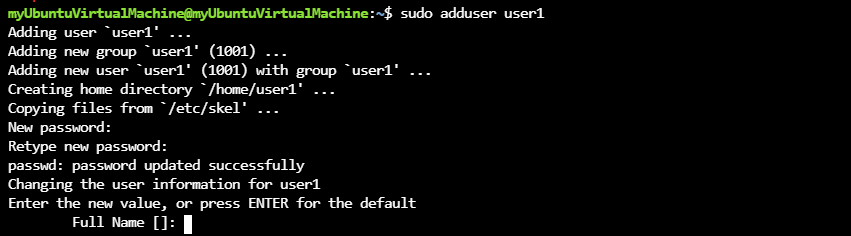 myUbuntuVirtualMachine@myUbuntuVirtualMachine:~$ sudo adduser user1
Adding user `user1' ...
Adding new group `user1' (1001) ...
Adding new user `user1' (1001) with group `user1' ...
Creating home directory `/home/user1' ...
Copying files from `/etc/skel' ...
New password:
Retype new password:
passwd: password updated successfully
Changing the user information for user1
Enter the new value, or press ENTER for the default
Full Name []: